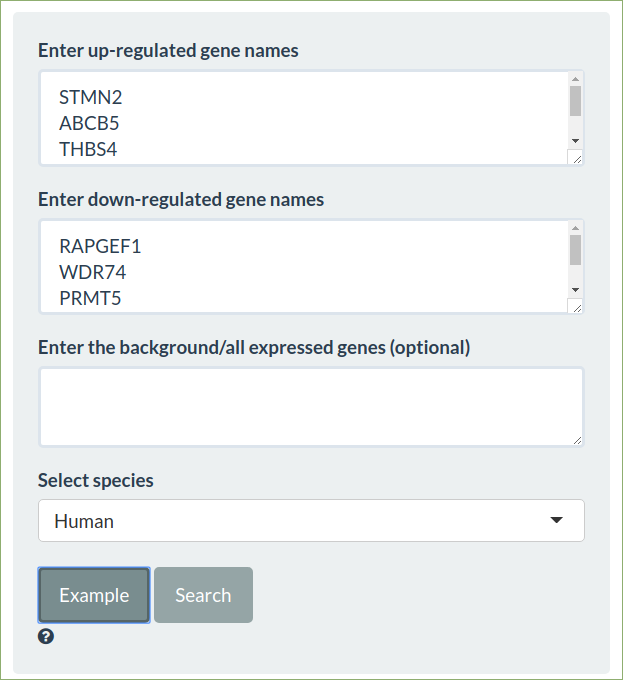 Enter up-regulated gene names
STMN2
ABCB5
THBS4
Enter down-regulated gene names
RAPGEF1
WDR74
PRMT5
Enter the background/all expressed genes (optional)
Select species
Human
Example Search
?